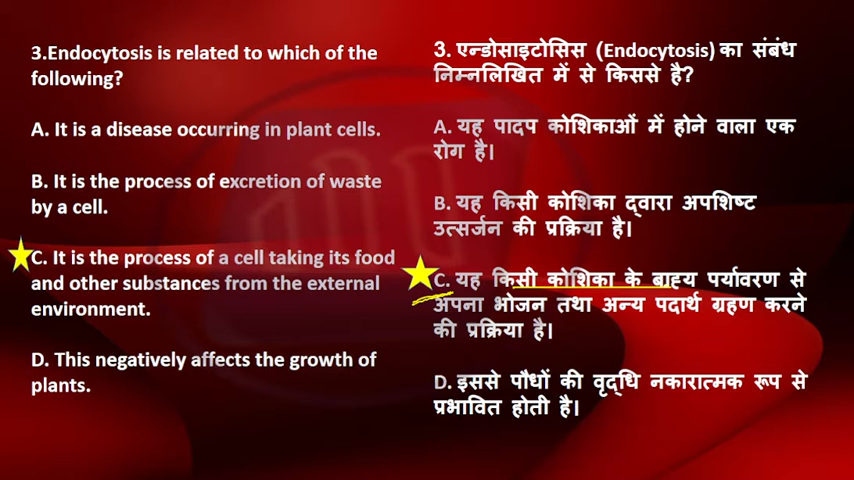 3.Endocytosis is related to which of the
following?
A. It is a disease occurring in plant cells.
B. It is the process of excretion of waste
by a cell.
C. It is the process of a cell taking its food
and other substances from the external
environment.
D. This negatively affects the growth of
plants.
3. एन्डोसाइटोसिस (Endocytosis) का संबंध
निम्नलिखित में से किससे है?
A. यह पादप कोशिकाओं में होने वाला एक
रोग है।
B. यह किसी कोशिका द्वारा अपशिष्ट
उत्सर्जन की प्रक्रिया है।
C. यह किसी कोशिका के बाह्य पर्यावरण से
अपना भोजन तथा अन्य पदार्थ ग्रहण करने
की प्रक्रिया है।
D. इससे पौधों की वृद्धि नकारात्मक रूप से
प्रभावित होती है।